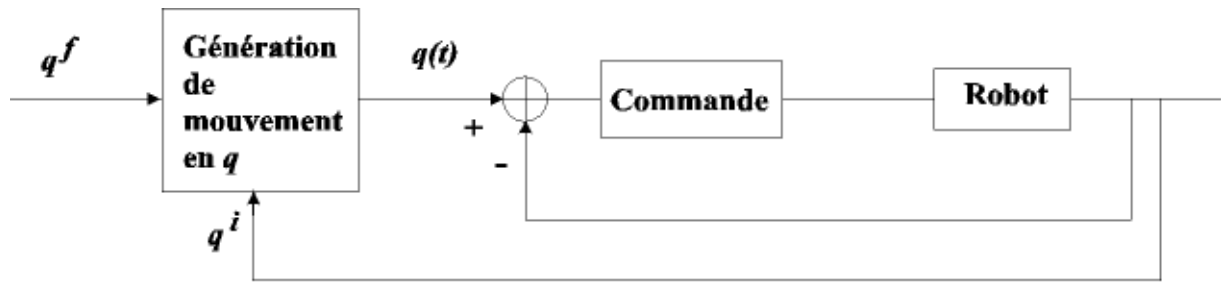 q^f
Génération
de
mouvement
en q
q(t)
+
-
Commande
Robot
q^i